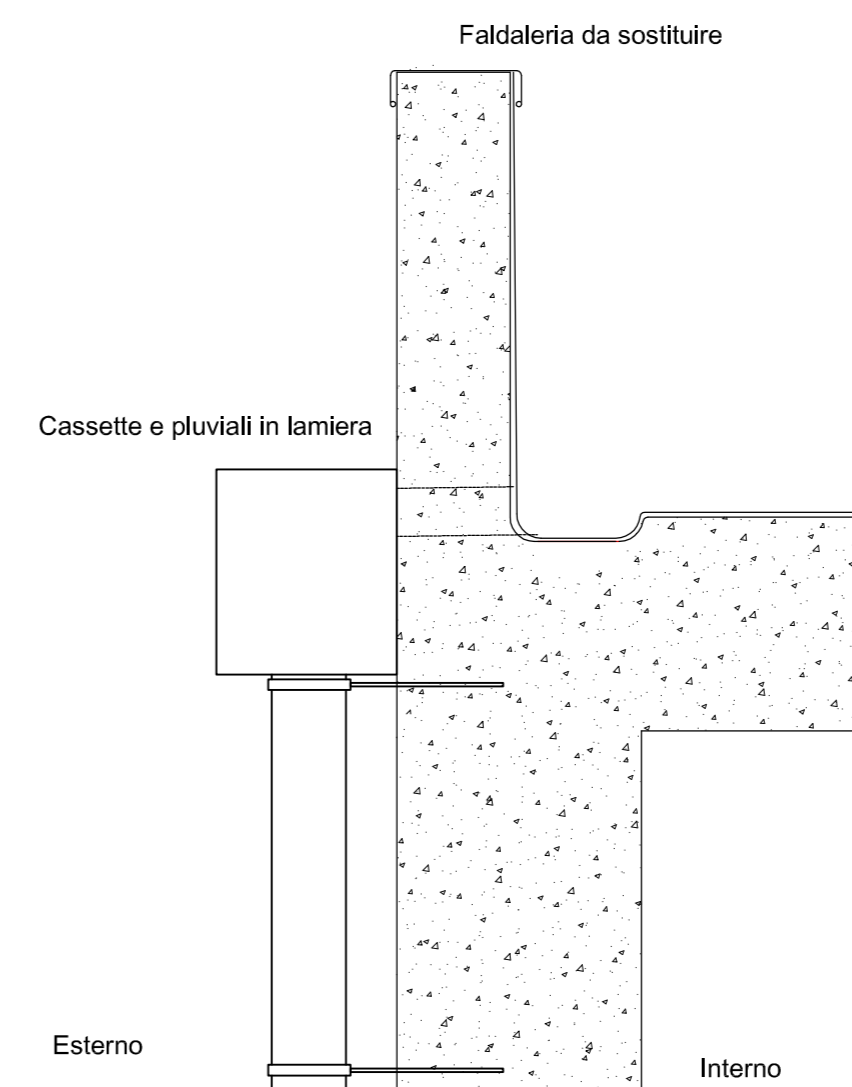 Faldaleria da sostituire
Cassette e pluviali in lamiera
Esterno
Interno